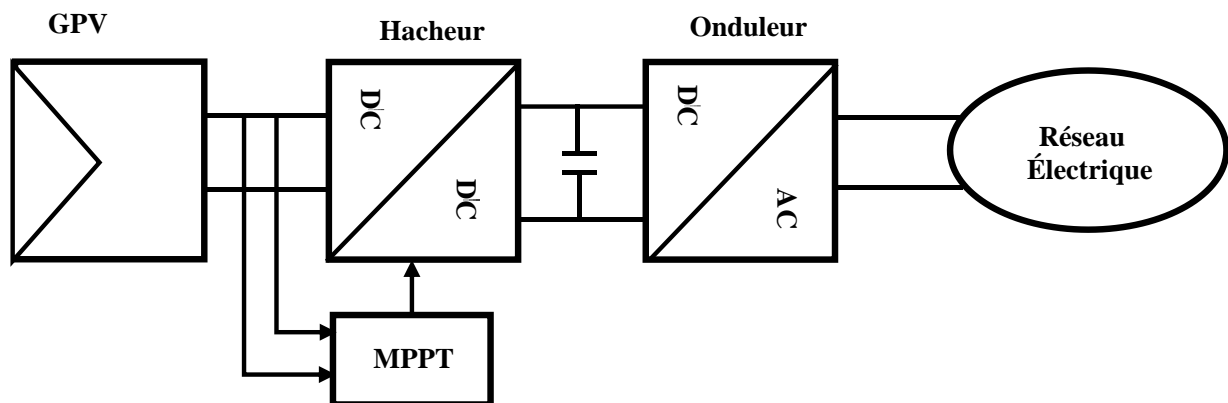 GPV
Hacheur
Onduleur
DC
DC
DC
AC
Réseau
Électrique
MPPT